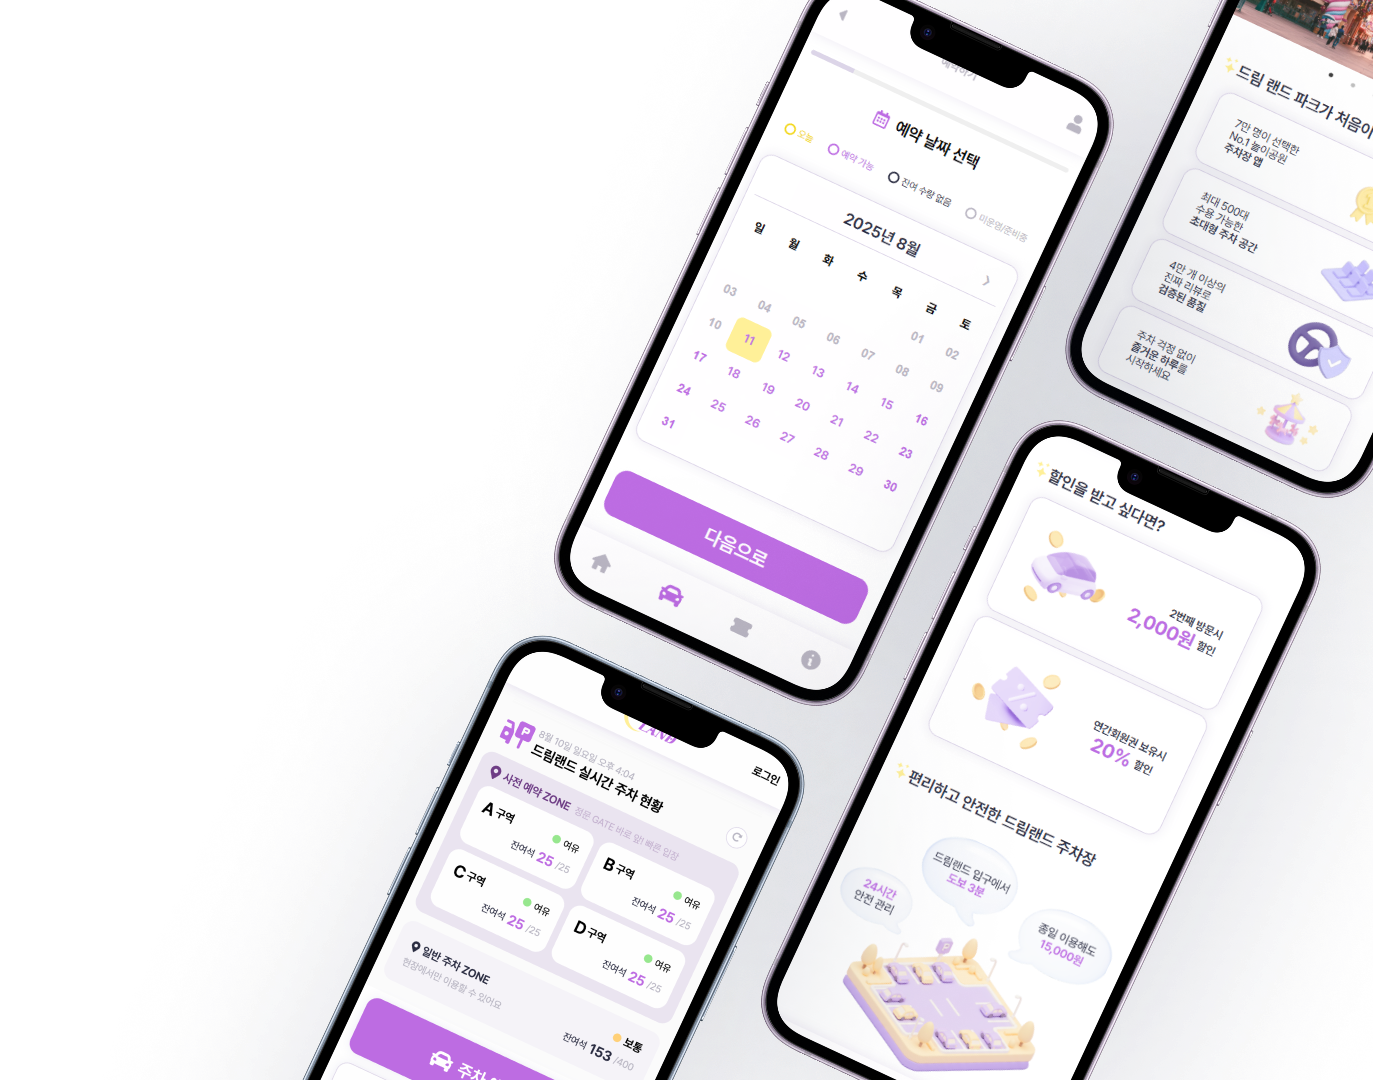 예약하기
예약 날짜 선택
오늘
예약 가능
잔여 수량 없음
미운영/준비중
2025년 8월
일 월 화 수 목 금 토
01 02
03 04 05 06 07 08 09
10 11 12 13 14 15 16
17 18 19 20 21 22 23
24 25 26 27 28 29 30
31
다음으로
드림 랜드 파크가 처음이
7만 명이 선택한
No.1 놀이공원
주차장 앱
최대 500대
수용 가능한
초대형 주차 공간
4만 개 이상의
진짜 리뷰로
검증된 품질
주차 걱정 없이
즐거운 하루를
시작하세요
할인을 받고 싶다면?
2번째 방문시
2,000원 할인
연간회원권 보유시
20% 할인
편리하고 안전한 드림랜드 주차장
드림랜드 입구에서
도보 3분
24시간
안전 관리
종일 이용해도
15,000원
P
LAND
로그인
P
8월 10일 일요일 오후 4:04
드림랜드 실시간 주차 현황
사전 예약 ZONE 정문 GATE 바로 앞! 빠른 입장
A 구역
여유
잔여석 25 /25
B 구역
여유
잔여석 25 /25
C 구역
여유
잔여석 25 /25
D 구역
여유
잔여석 25 /25
일반 주차 ZONE
현장에서만 이용할 수 있어요
보통
잔여석 153 /400
주차